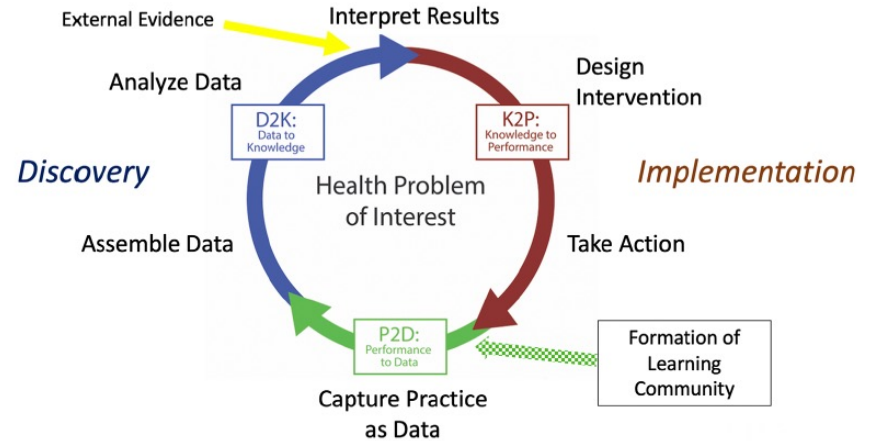 External Evidence
Interpret Results
Analyze Data
Design
Intervention
D2K:
Data to
Knowledge
K2P:
Knowledge to
Performance
Discovery
Health Problem
of Interest
Implementation
Assemble Data
Take Action
P2D:
Performance
to Data
Formation of
Learning
Community
Capture Practice
as Data